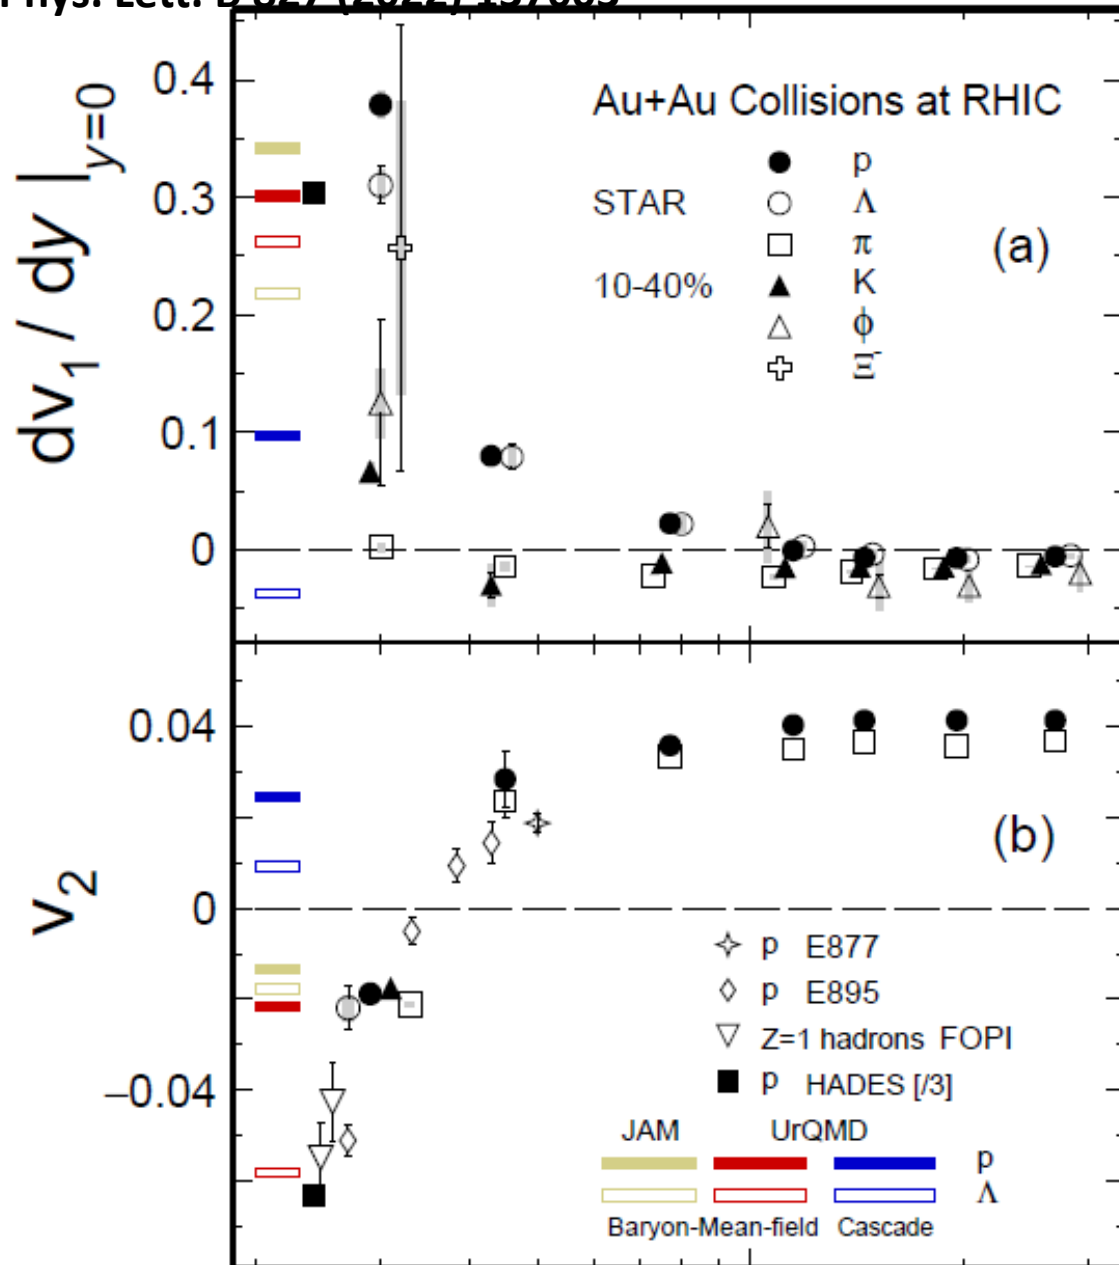 Phys. Lett. B 827 (2022) 137003
dv1 / dy |y=0
0.4
0.3
0.2
0.1
0
Au+Au Collisions at RHIC
p
STAR Λ
π
10-40% K
ϕ
Ξ-
(a)
v2
0.04
0
−0.04
(b)
p E877
p E895
Z=1 hadrons FOPI
p HADES [/3]
JAM UrQMD
p
Λ
Baryon-Mean-field Cascade